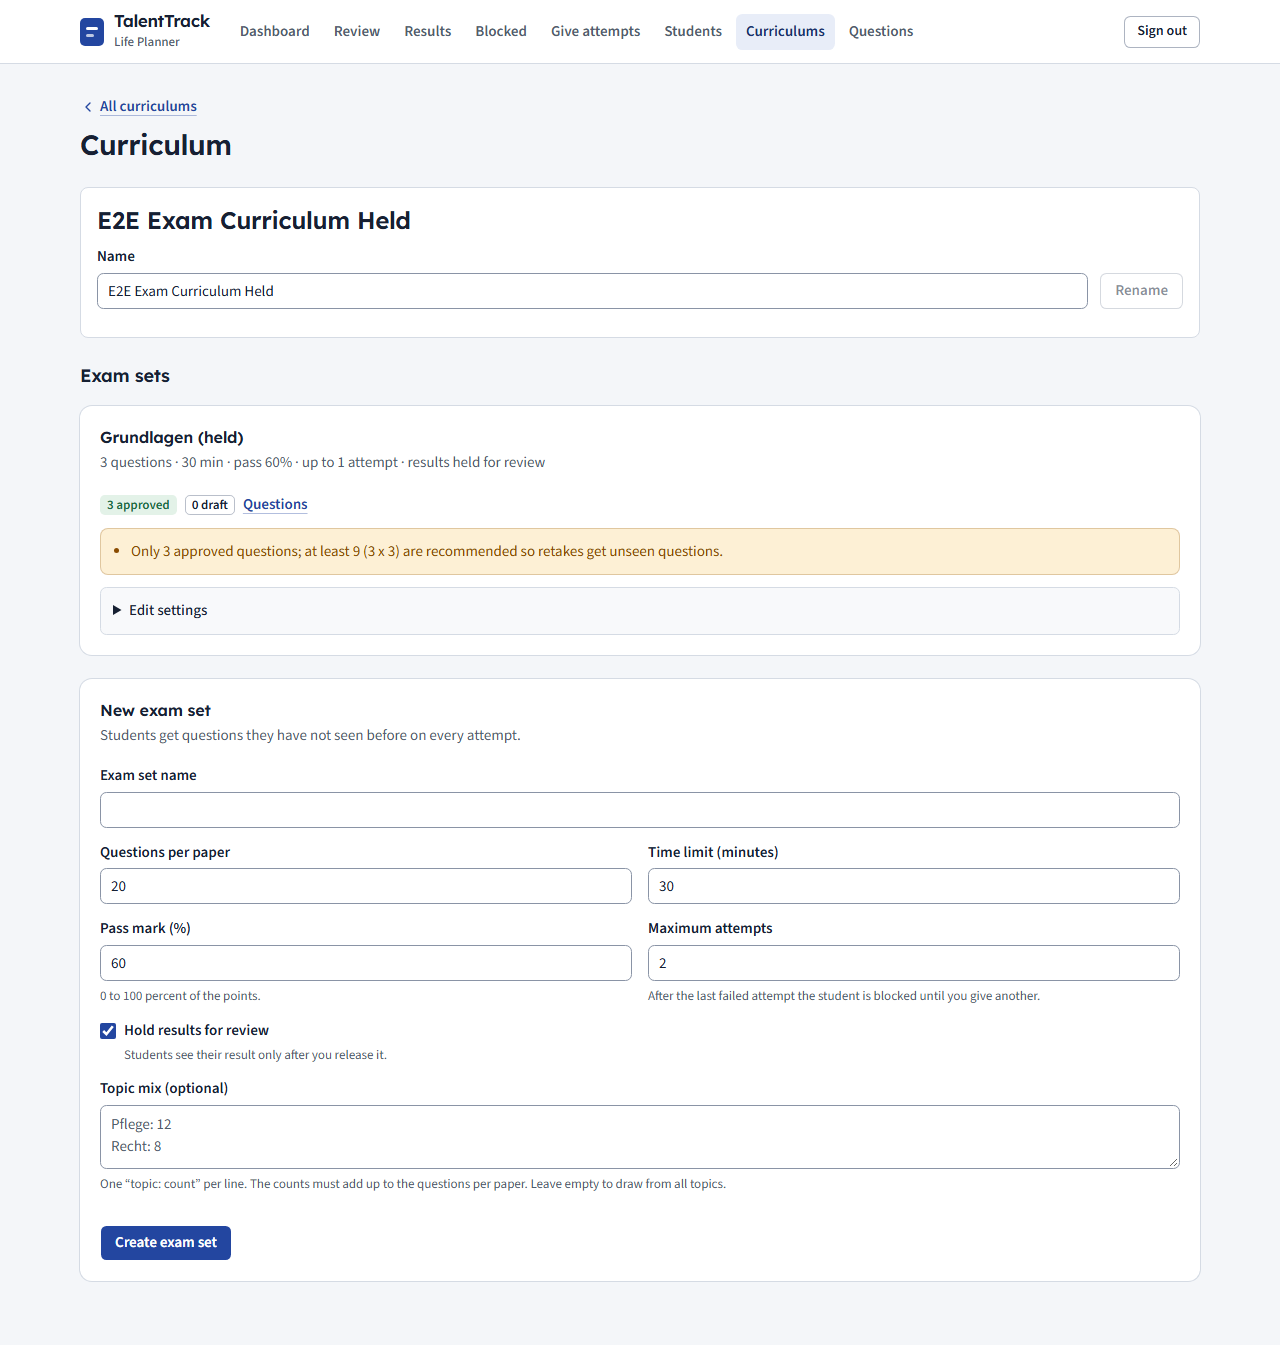 TalentTrack
Life Planner
Dashboard
Review
Results
Blocked
Give attempts
Students
Curriculums
Questions
Sign out
All curriculums
Curriculum
E2E Exam Curriculum Held
Name
E2E Exam Curriculum Held
Rename
Exam sets
Grundlagen (held)
3 questions · 30 min · pass 60% · up to 1 attempt · results held for review
3 approved
0 draft
Questions
Only 3 approved questions; at least 9 (3 x 3) are recommended so retakes get unseen questions.
Edit settings
New exam set
Students get questions they have not seen before on every attempt.
Exam set name
Questions per paper
Time limit (minutes)
20
30
Pass mark (%)
Maximum attempts
60
2
0 to 100 percent of the points.
After the last failed attempt the student is blocked until you give another.
Hold results for review
Students see their result only after you release it.
Topic mix (optional)
Pflege: 12
Recht: 8
One “topic: count” per line. The counts must add up to the questions per paper. Leave empty to draw from all topics.
Create exam set